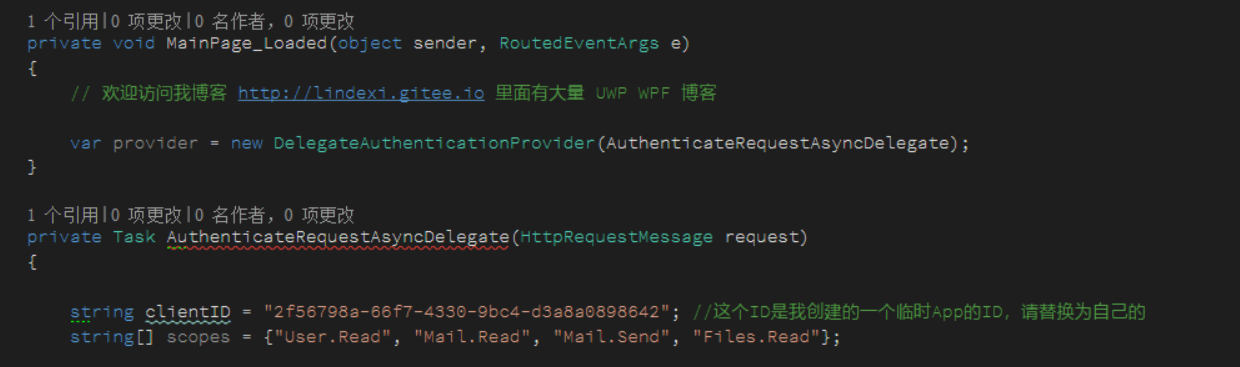 1 个引用|0 项更改|0 名作者, 0 项更改
private void MainPage_Loaded(object sender, RoutedEventArgs e)
{
// 欢迎访问我博客 http://lindexi.gitee.io 里面有大量 UWP WPF 博客
var provider = new DelegateAuthenticationProvider(AuthenticateRequestAsyncDelegate);
}
1 个引用|0 项更改|0 名作者, 0 项更改
private Task AuthenticateRequestAsyncDelegate(HttpRequestMessage request)
{
string clientID = "2f56798a-66f7-4330-9bc4-d3a8a0898642"; //这个ID是我创建的一个临时App的ID, 请替换为自己的
string[] scopes = {"User.Read", "Mail.Read", "Mail.Send", "Files.Read"};